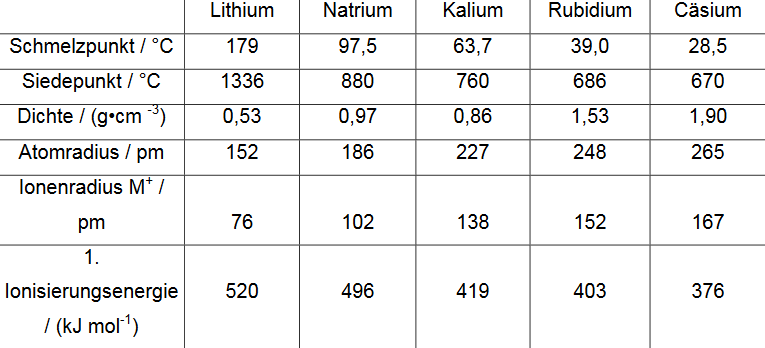 Lithium Natrium Kalium Rubidium Cäsium
Schmelzpunkt / °C 179 97,5 63,7 39,0 28,5
Siedepunkt / °C 1336 880 760 686 670
Dichte / (g•cm -3) 0,53 0,97 0,86 1,53 1,90
Atomradius / pm 152 186 227 248 265
Ionenradius M+ /
pm 76 102 138 152 167
1.
Ionisierungsenergie 520 496 419 403 376
/ (kJ mol-1)